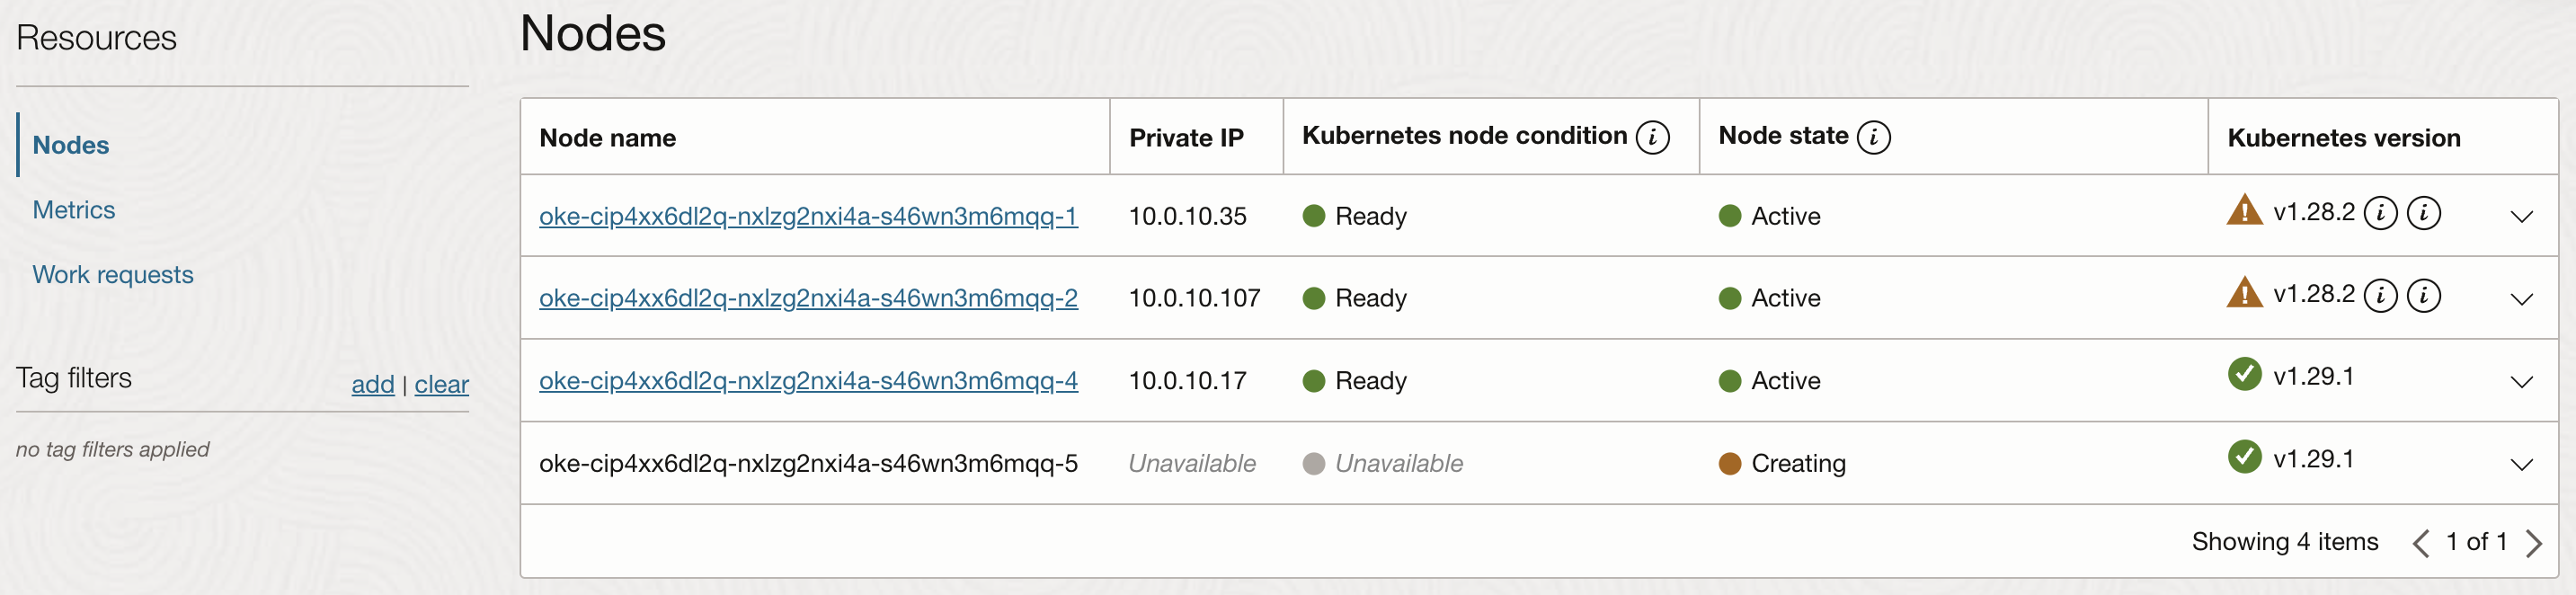 Resources
Nodes
Metrics
Work requests
Tag filters add | clear
no tag filters applied
Nodes
Node name Private IP Kubernetes node condition i Node state i Kubernetes version
oke-cip4xx6dl2q-nxlzg2nxi4a-s46wn3m6mqq-1 10.0.10.35 Ready Active v1.28.2 i i
oke-cip4xx6dl2q-nxlzg2nxi4a-s46wn3m6mqq-2 10.0.10.107 Ready Active v1.28.2 i i
oke-cip4xx6dl2q-nxlzg2nxi4a-s46wn3m6mqq-4 10.0.10.17 Ready Active v1.29.1
oke-cip4xx6dl2q-nxlzg2nxi4a-s46wn3m6mqq-5 Unavailable Unavailable Creating v1.29.1
Showing 4 items < 1 of 1 >